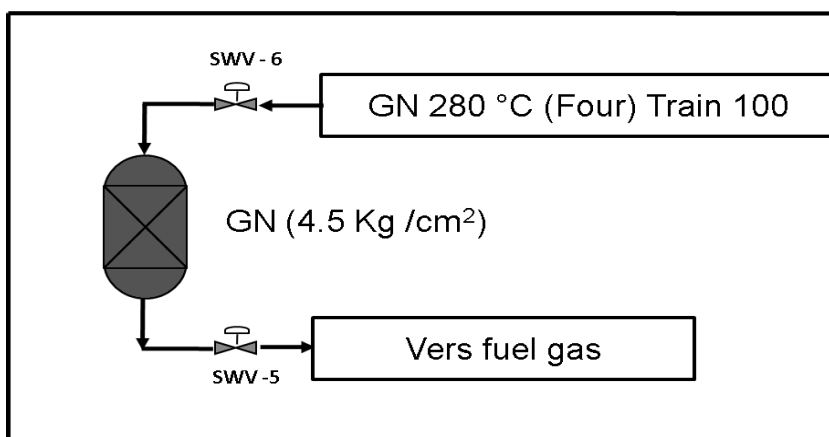 SWV - 6
GN 280 °C (Four) Train 100
GN (4.5 Kg /cm²)
Vers fuel gas
SWV -5